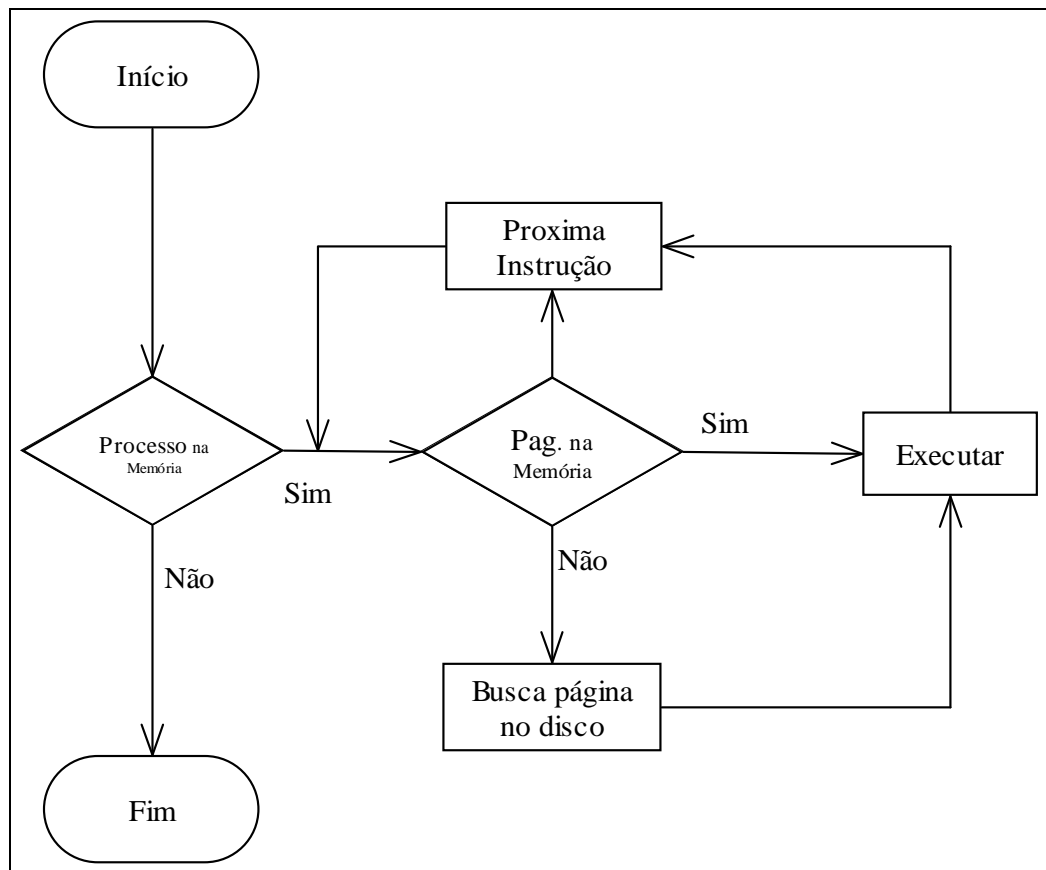 Início
Proxima
Instrução
Processo na
Memória
Sim
Pag. na
Memória
Sim
Executar
Não
Não
Busca página
no disco
Fim